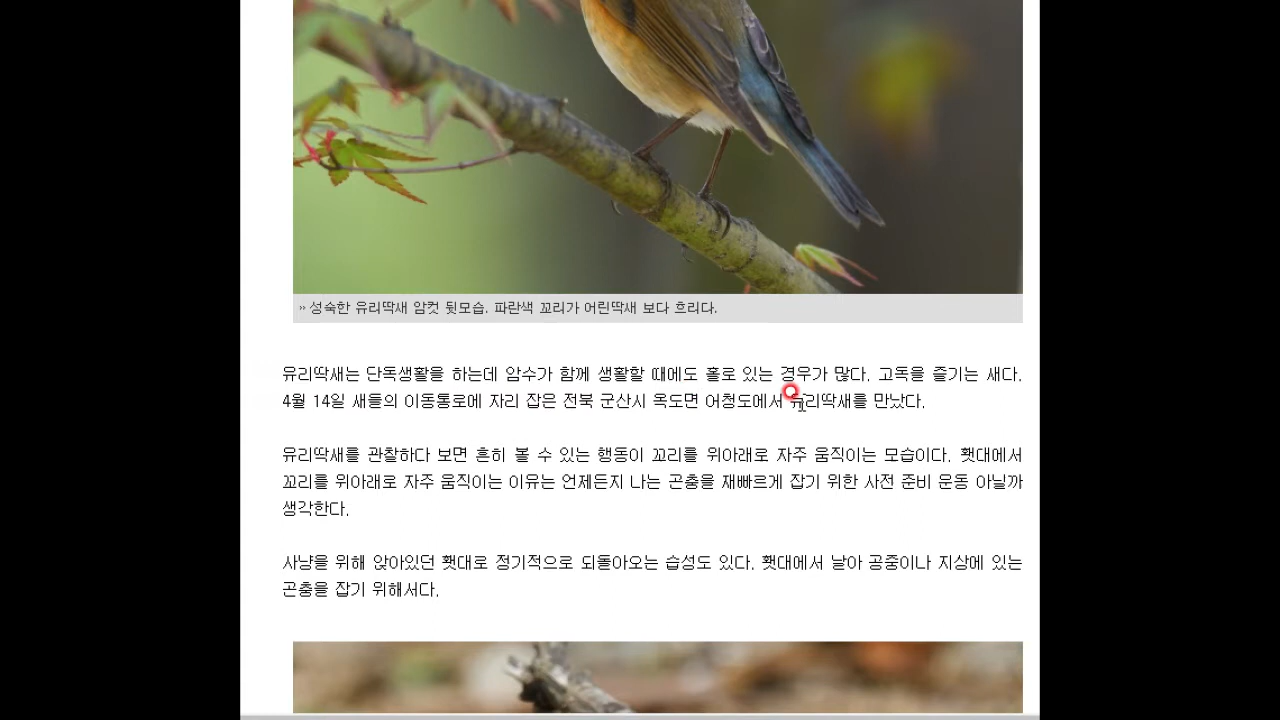 » 성숙한 유리딱새 암컷 뒷모습. 파란색 꼬리가 어린딱새 보다 흐리다.
유리딱새는 단독생활을 하는데 암수가 함께 생활할 때에도 홀로 있는 경우가 많다. 고독을 즐기는 새다.
4월 14일 새들의 이동통로에 자리 잡은 전북 군산시 옥도면 어청도에서 유리딱새를 만났다.
유리딱새를 관찰하다 보면 흔히 볼 수 있는 행동이 꼬리를 위아래로 자주 움직이는 모습이다. 횃대에서
꼬리를 위아래로 자주 움직이는 이유는 언제든지 나는 곤충을 재빠르게 잡기 위한 사전 준비 운동 아닐까
생각한다.
사냥을 위해 앉아있던 횃대로 정기적으로 되돌아오는 습성도 있다. 횃대에서 날아 공중이나 지상에 있는
곤충을 잡기 위해서다.